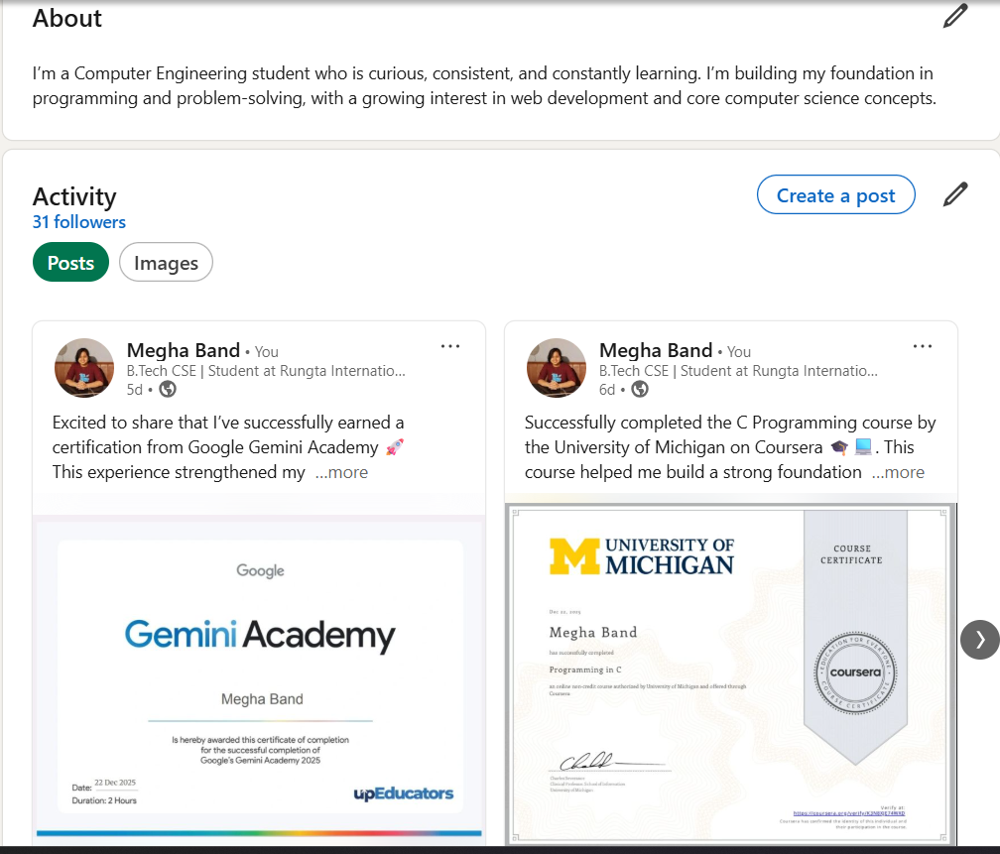 About
I'm a Computer Engineering student who is curious, consistent, and constantly learning. I'm building my foundation in
programming and problem-solving, with a growing interest in web development and core computer science concepts.
Activity
31 followers
Create a post
Posts
Images
Megha Band • You
B.Tech CSE | Student at Rungta Internatio...
5d •
Excited to share that I've successfully earned a
certification from Google Gemini Academy 🚀
This experience strengthened my ...more
Google
Gemini Academy
Megha Band
Is hereby awarded this certificate of completion
for the successful completion of
Google's Gemini Academy 2025
Date: 22 Dec 2025
Duration: 2 Hours
upEducators
Megha Band • You
B.Tech CSE | Student at Rungta Internatio...
6d •
Successfully completed the C Programming course by
the University of Michigan on Coursera 🎓 💻. This
course helped me build a strong foundation ...more
UNIVERSITY OF
MICHIGAN
COURSE
CERTIFICATE
Megha Band
has successfully completed
Programming in C
an online non-credit course authorized by University of Michigan and offered through
Coursera
EDUCATION FOR EVERYONE
coursera
COURSE CERTIFICATE
Charles Severance
Clinical Professor, School of Information
University of Michigan
Verify at:
Coursera has confirmed the identity of this individual and
their participation in the course.